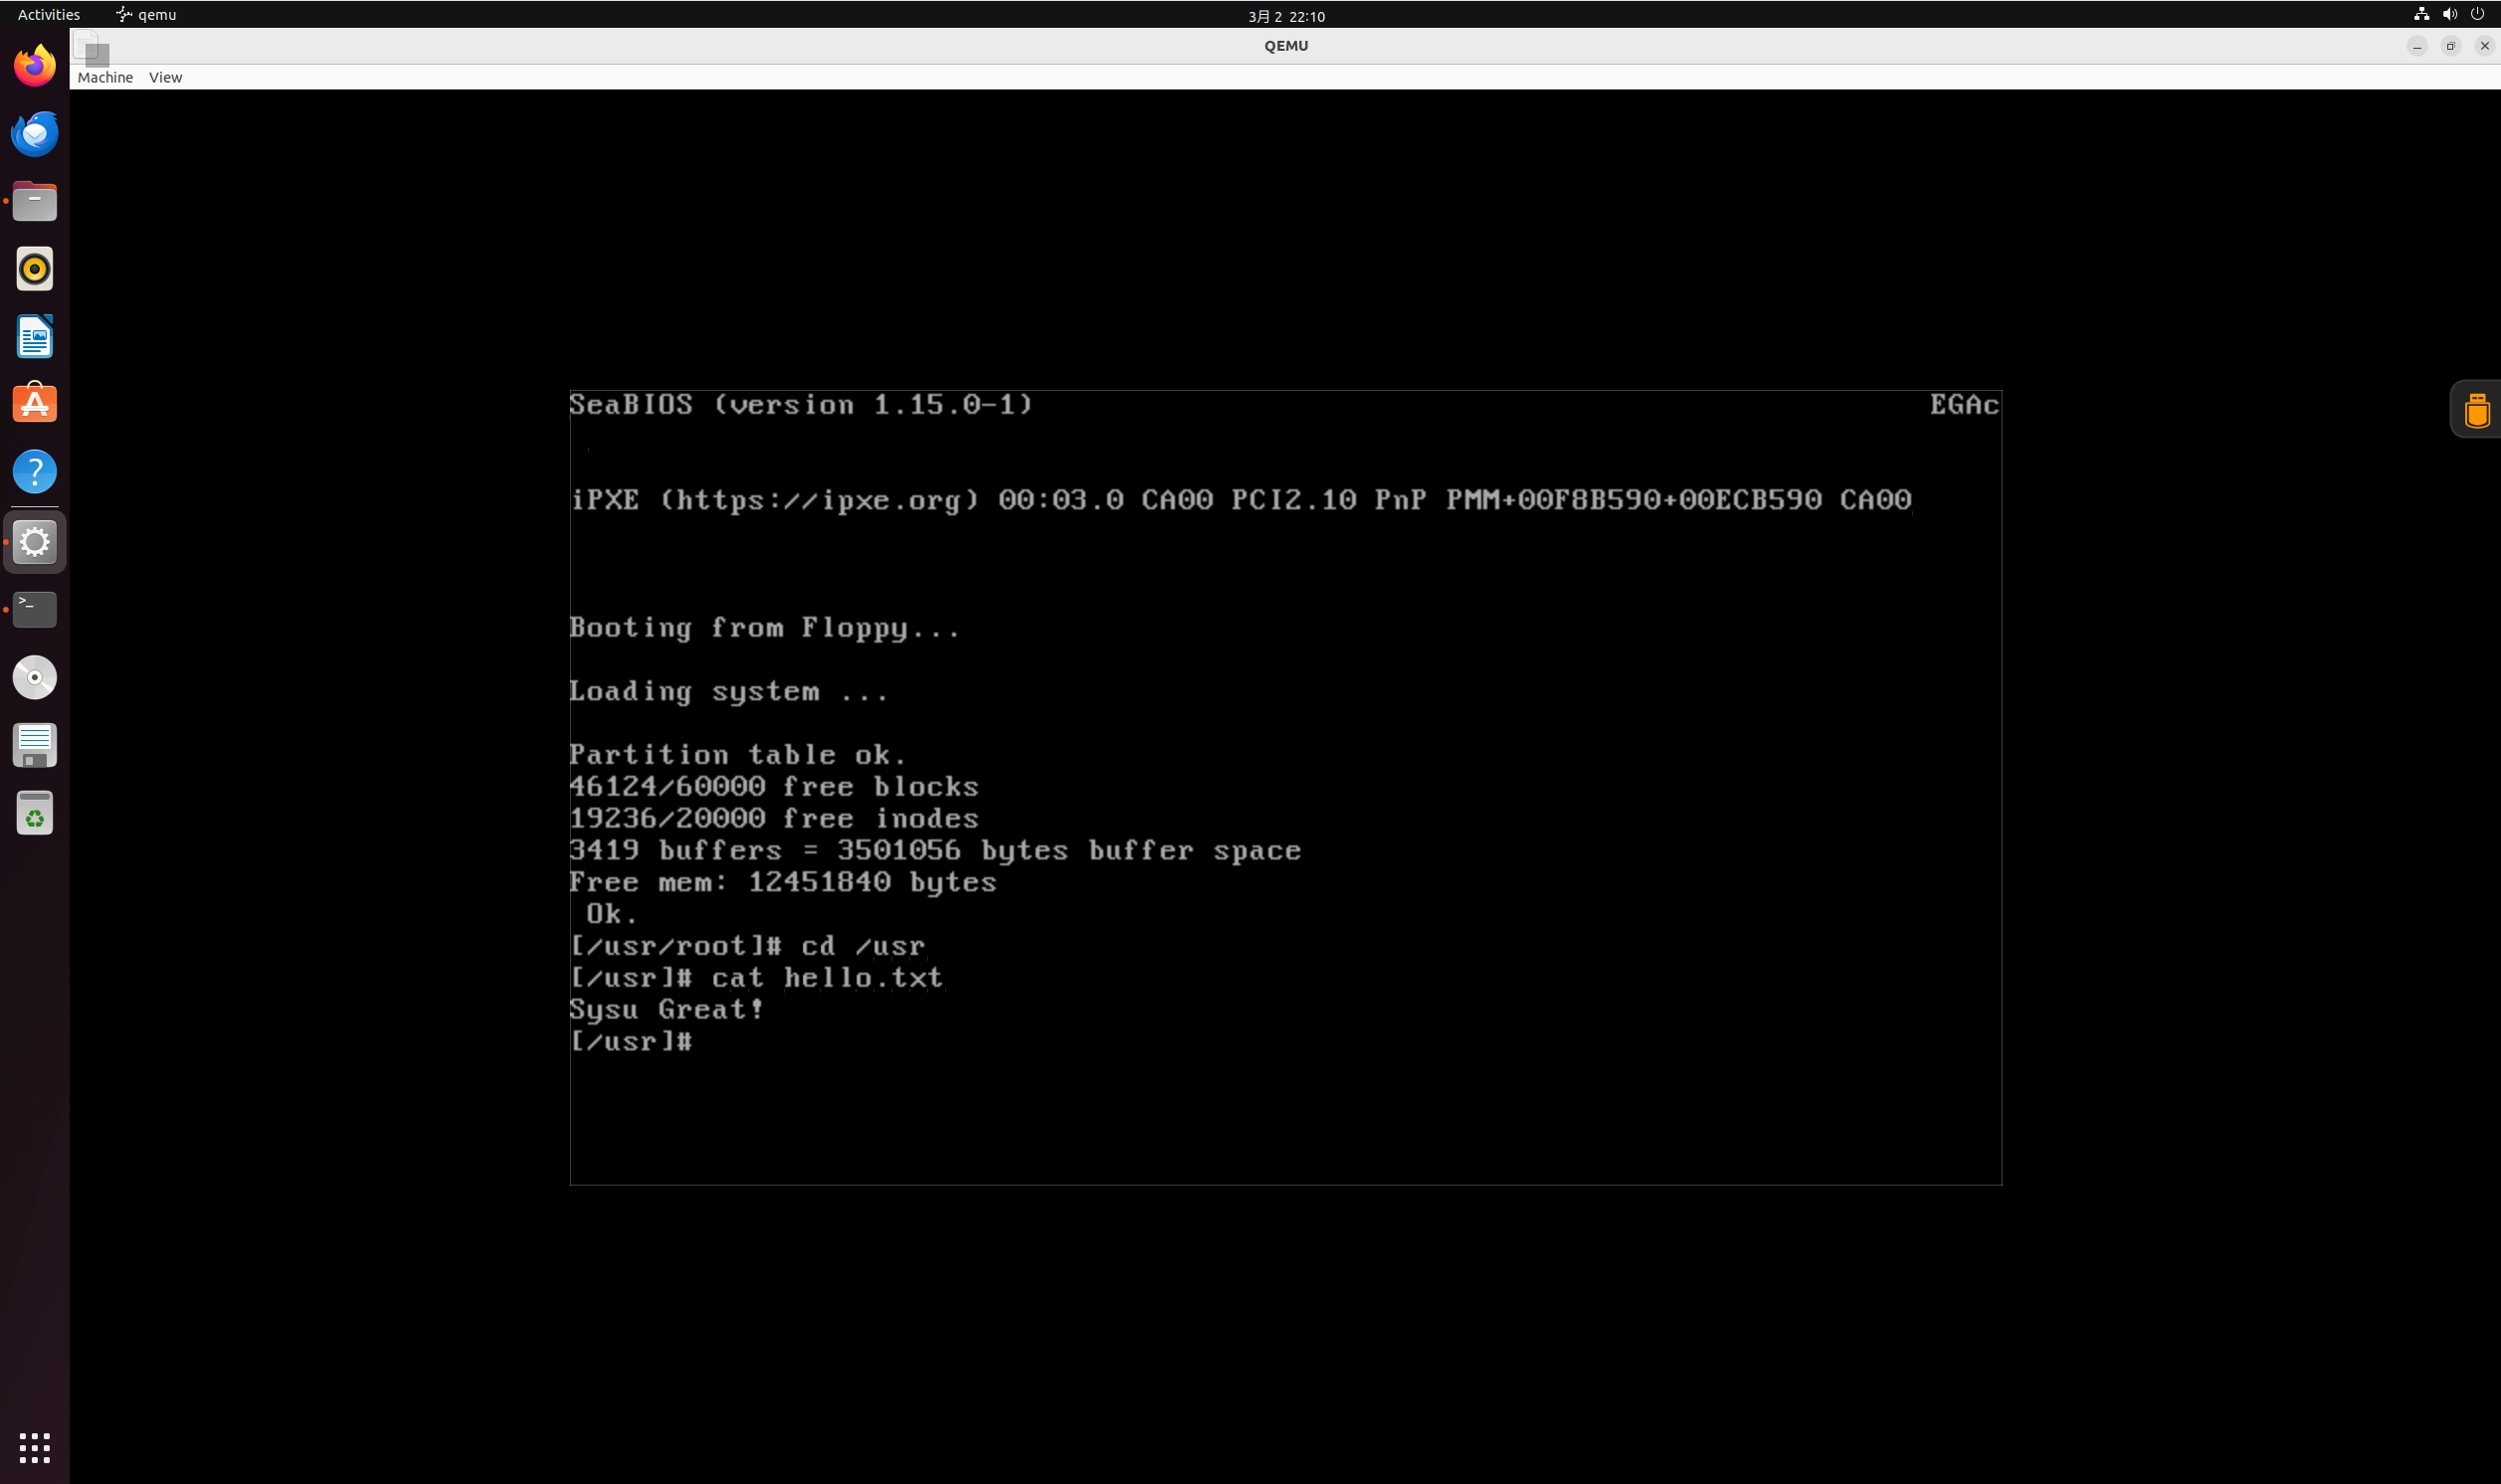 Activities qemu 3月 2 22:10
QEMU
Machine View
SeaBIOS (version 1.15.0-1) EGAc
iPXE (https://ipxe.org) 00:03.0 CA00 PCI2.10 PnP PMM+00F8B590+00ECB590 CA00
Booting from Floppy...
Loading system ...
Partition table ok.
46124/60000 free blocks
19236/20000 free inodes
3419 buffers = 3501056 bytes buffer space
Free mem: 12451840 bytes
Ok.
[/usr/root]# cd /usr
[/usr]# cat hello.txt
Sysu Great!
[/usr]#